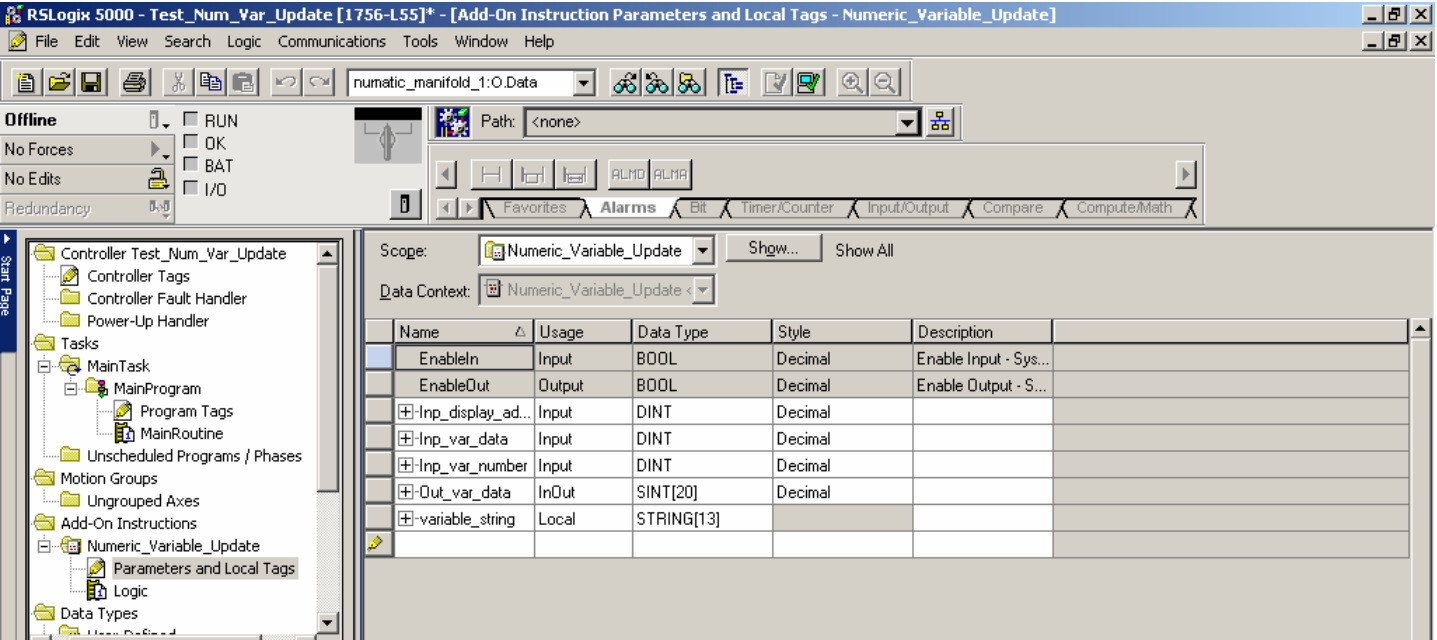 RSLogix 5000 - Test_Num_Var_Update [1756-L55]* - [Add-On Instruction Parameters and Local Tags - Numeric_Variable_Update]
File Edit View Search Logic Communications Tools Window Help
numatic_manifold_1:O.Data
Offline
RUN
Path: <none>
No Forces
OK
BAT
No Edits
I/O
ALMD ALMA
Redundancy
Favorites Alarms Bit Timer/Counter Input/Output Compare Compute/Math
Start Page
Controller Test_Num_Var_Update
Controller Tags
Controller Fault Handler
Power-Up Handler
Tasks
MainTask
MainProgram
Program Tags
MainRoutine
Unscheduled Programs / Phases
Motion Groups
Ungrouped Axes
Add-On Instructions
Numeric_Variable_Update
Parameters and Local Tags
Logic
Data Types
User-Defined
Scope: Numeric_Variable_Update Show... Show All
Data Context: Numeric_Variable_Update <
Name Usage Data Type Style Description
EnableIn Input BOOL Decimal Enable Input - Sys...
EnableOut Output BOOL Decimal Enable Output - S...
Inp_display_ad... Input DINT Decimal
Inp_var_data Input DINT Decimal
Inp_var_number Input DINT Decimal
Out_var_data InOut SINT[20] Decimal
variable_string Local STRING[13]